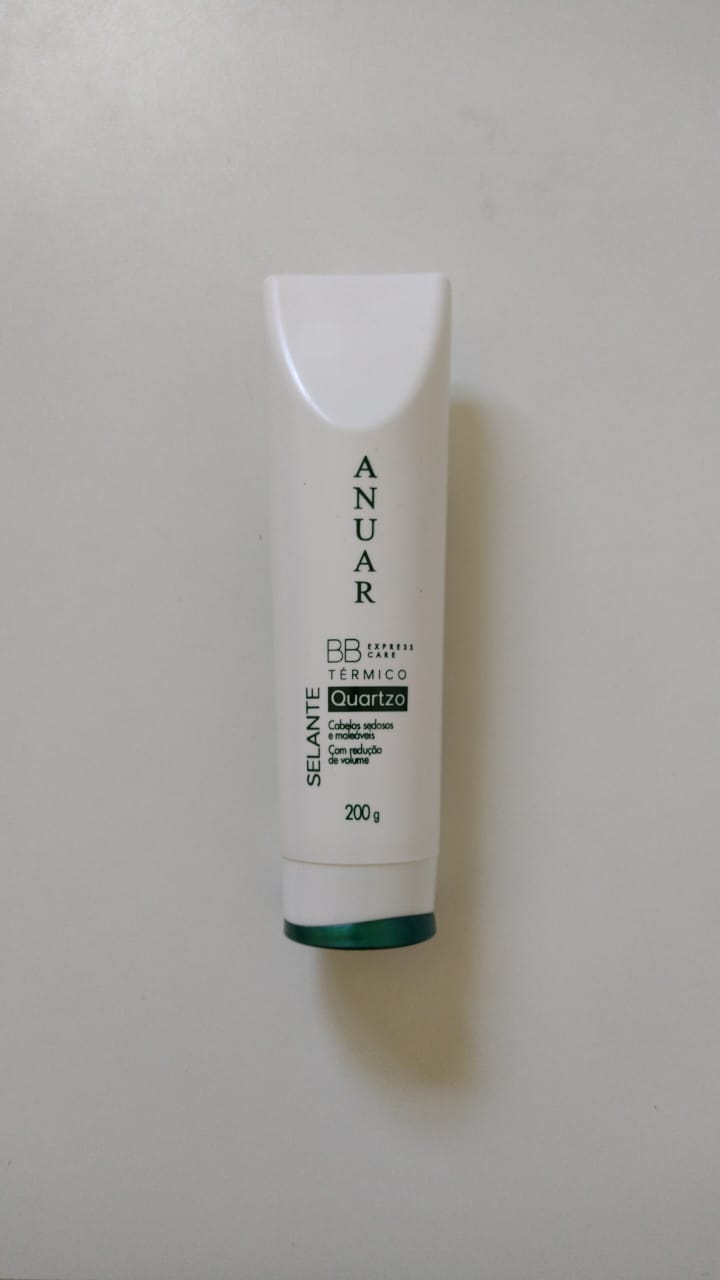 ANUAR
BB EXPRESS CARE
TÉRMICO
Quartzo
SELANTE
Cabelos sedosos
e maleáveis
Com redução
de volume
200 g